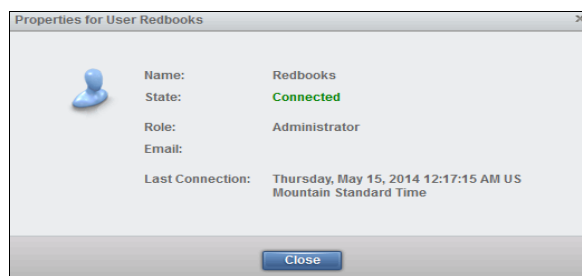 Properties for User Redbooks
Name: Redbooks
State: Connected
Role: Administrator
Email:
Last Connection: Thursday, May 15, 2014 12:17:15 AM US
Mountain Standard Time
Close